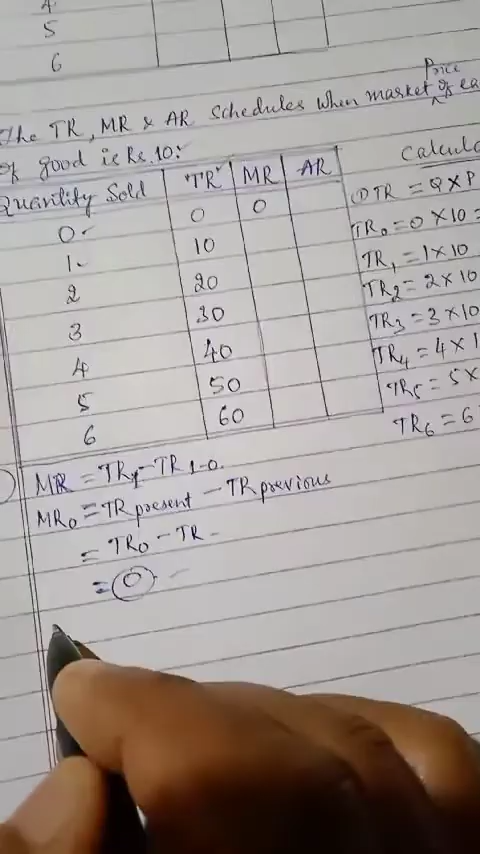 4
5
6
Price
The TR, MR & AR Schedules when market of ea
of good is Rs. 10:
Quantity Sold "TR" MR AR
0 0 0
1 10
2 20
3 30
4 40
5 50
6 60
Calcula
① TR = Q X P
TR0 = 0 X 10 =
TR1 = 1 X 10
TR2 = 2 X 10
TR3 = 3 X 10
TR4 = 4 X 1
TR5 = 5 X
TR6 = 6
MR = TR1 - TR1-0.
MR0 = TR present - TR previous
= TR0 - TR -
= 0